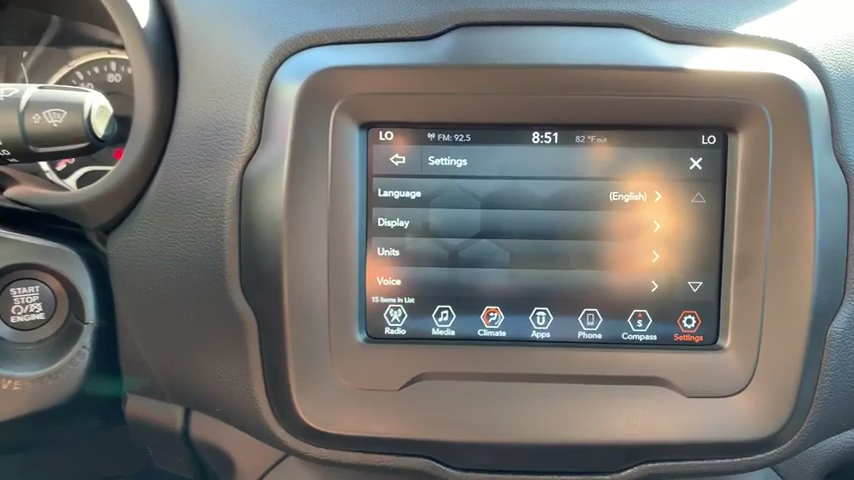 LO FM: 92.5 8:51 82 °F out LO
Settings
Language (English)
Display
Units
Voice
15 Items in List
Radio Media Climate Apps Phone Compass Settings
S
START
STOP
ENGINE
80